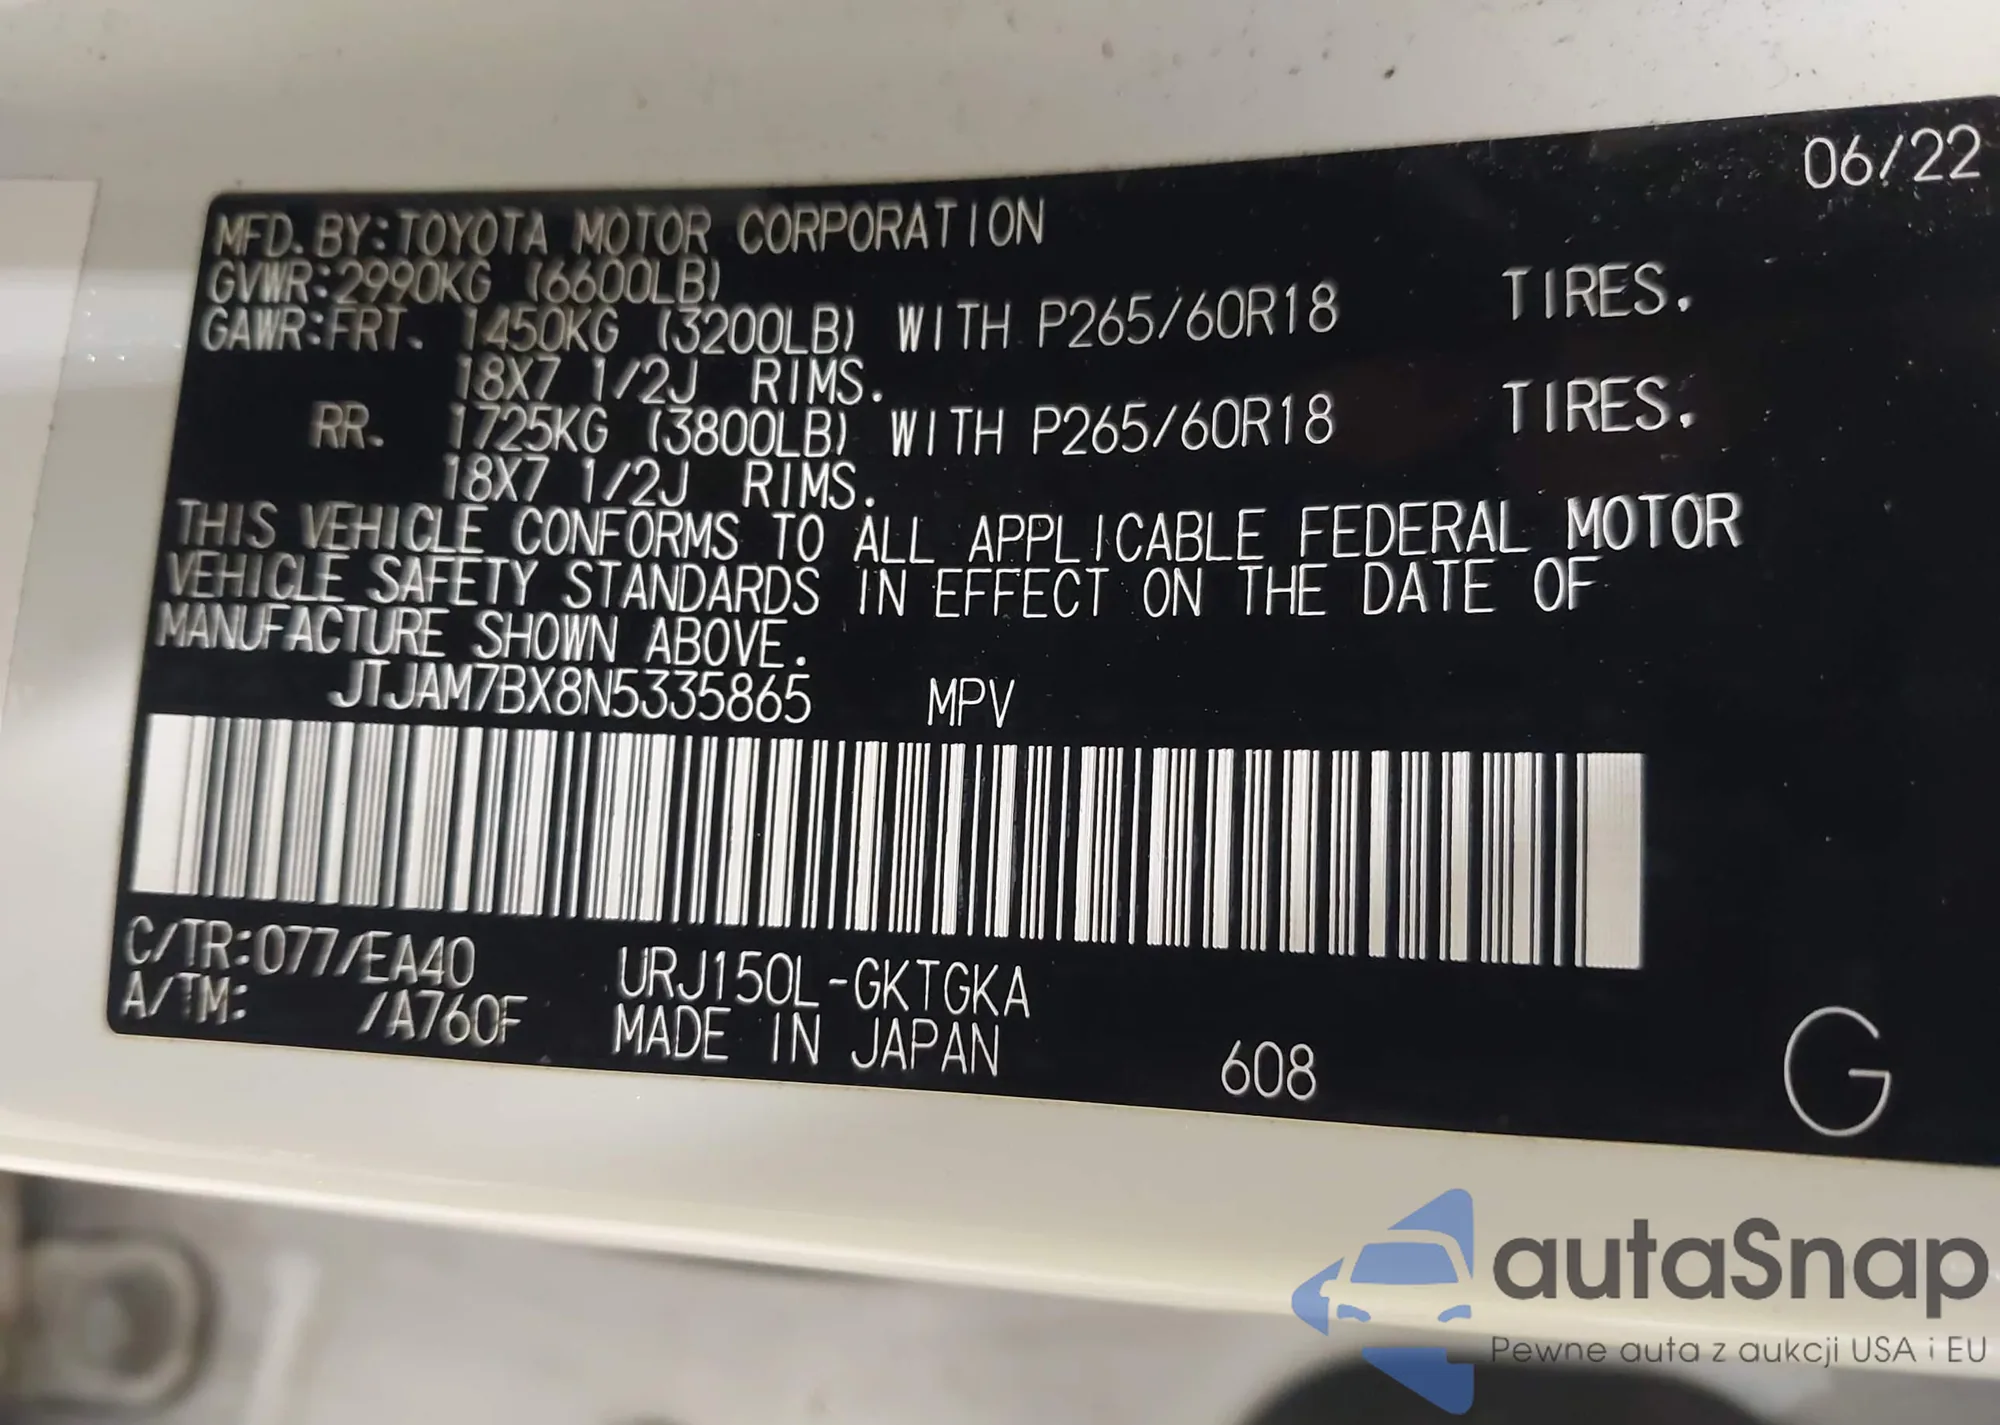 06/22
MFD. BY: TOYOTA MOTOR CORPORATION
GVWR: 2990KG (6600LB)
GAWR: FRT. 1450KG (3200LB) WITH P265/60R18 TIRES.
18X7 1/2J RIMS.
RR. 1725KG (3800LB) WITH P265/60R18 TIRES.
18X7 1/2J RIMS.
THIS VEHICLE CONFORMS TO ALL APPLICABLE FEDERAL MOTOR
VEHICLE SAFETY STANDARDS IN EFFECT ON THE DATE OF
MANUFACTURE SHOWN ABOVE.
JTJAM7BX8N5335865 MPV
C/TR: 077/EA40 URJ150L-GKTGKA
A/TM: /A760F MADE IN JAPAN 608 G
autaSnap
Pewne auta z aukcji USA i EU